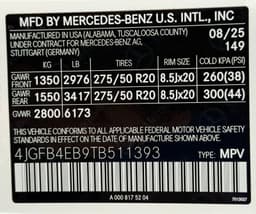 MFD BY MERCEDES-BENZ U.S. INTL., INC
MANUFACTURED IN USA (ALABAMA, TUSCALOOSA COUNTY) 08/25
UNDER CONTRACT FOR MERCEDES-BENZ AG, 149
STUTTGART, GERMANY
KG LB TIRES RIM COLD KPA(PSI)
GAWR FRONT 1350 2976 275/50 R20 8.5Jx20 260(38)
GAWR REAR 1550 3417 275/50 R20 8.5Jx20 300(44)
GVWR 2800 6173
THIS VEHICLE CONFORMS TO ALL APPLICABLE U.S. FEDERAL
MOTOR VEHICLE SAFETY STANDARDS IN EFFECT
ON THE DATE OF MANUFACTURE SHOWN ABOVE.
4JGFB4EB9TB511393 TYPE: MPV
A 000 817 52 04